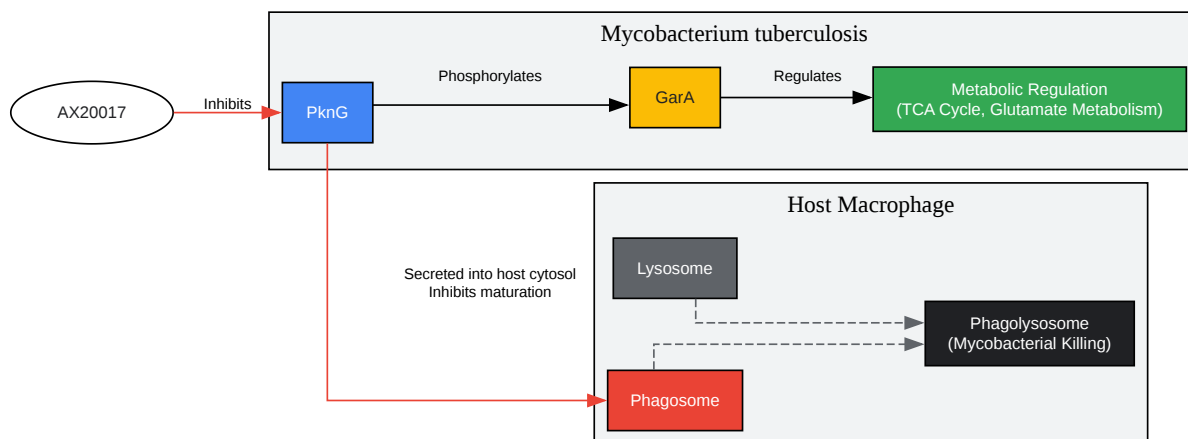 Mycobacterium tuberculosis
AX20017
Inhibits
PknG
Phosphorylates
GarA
Regulates
Metabolic Regulation
(TCA Cycle, Glutamate Metabolism)
Host Macrophage
Secreted into host cytosol
Inhibits maturation
Lysosome
Phagolysosome
(Mycobacterial Killing)
Phagosome